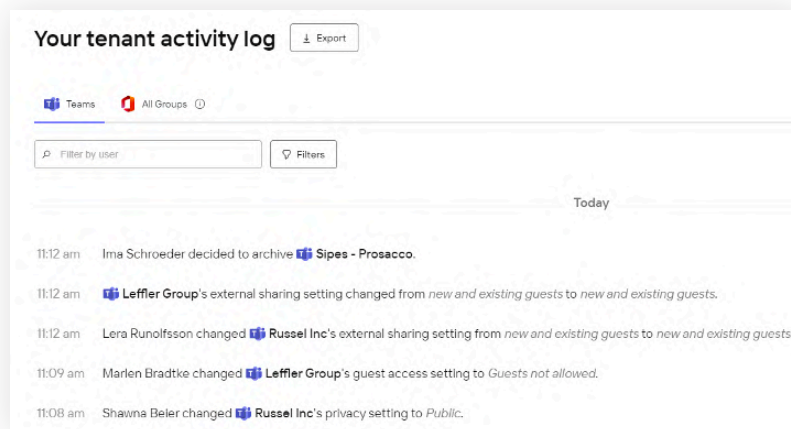 Your tenant activity log
Export
Teams
All Groups
Filter by user
Filters
Today
11:12 am Ima Schroeder decided to archive Sipes - Prosacco.
11:12 am Leffler Group's external sharing setting changed from new and existing guests to new and existing guests.
11:12 am Lera Runolfsson changed Russel Inc's external sharing setting from new and existing guests to new and existing guests
11:09 am Marlen Bradtke changed Leffler Group's guest access setting to Guests not allowed.
11:08 am Shawna Beier changed Russel Inc's privacy setting to Public.